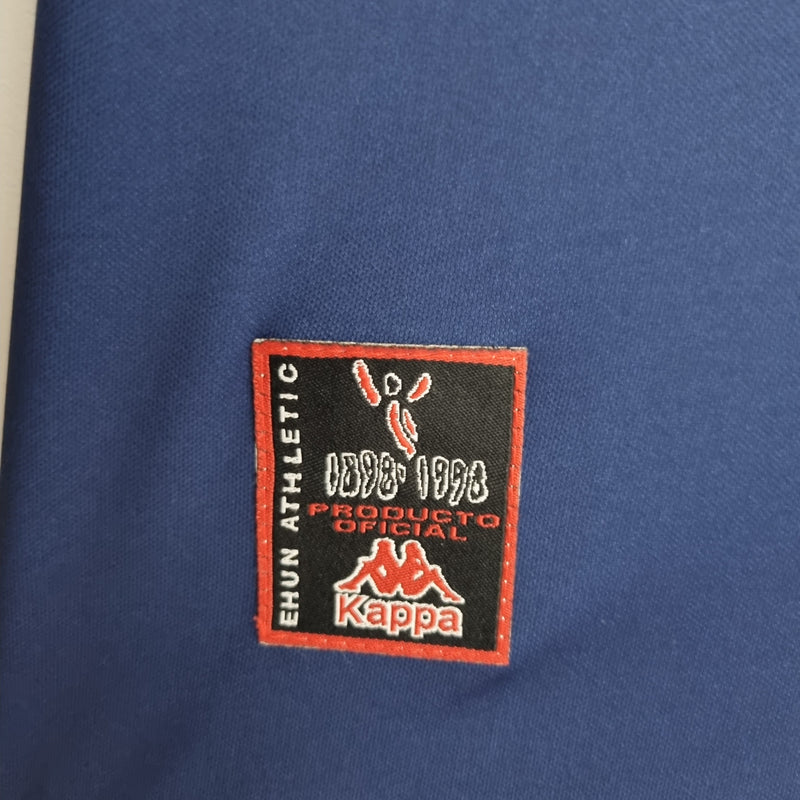 EHUN ATHLETIC
1898·1998
PRODUCTO
OFICIAL
Kappa